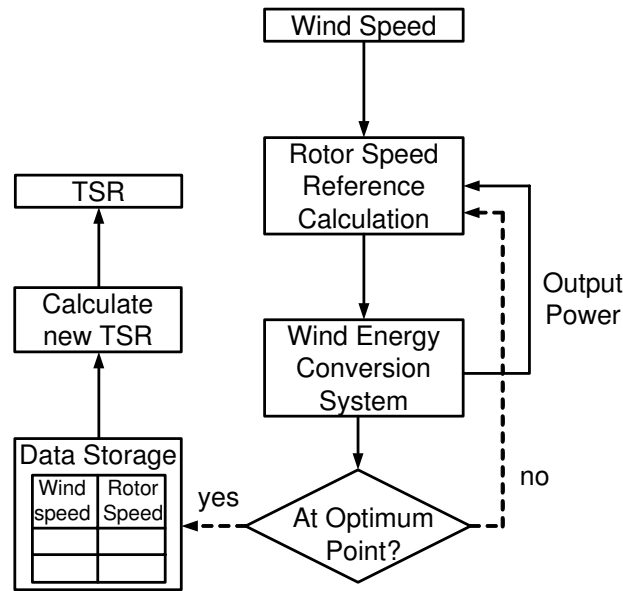 Wind Speed
Rotor Speed
Reference
Calculation
TSR
Calculate
new TSR
Output
Power
Wind Energy
Conversion
System
Data Storage
Wind
speed
Rotor
Speed
yes
At Optimum
Point?
no